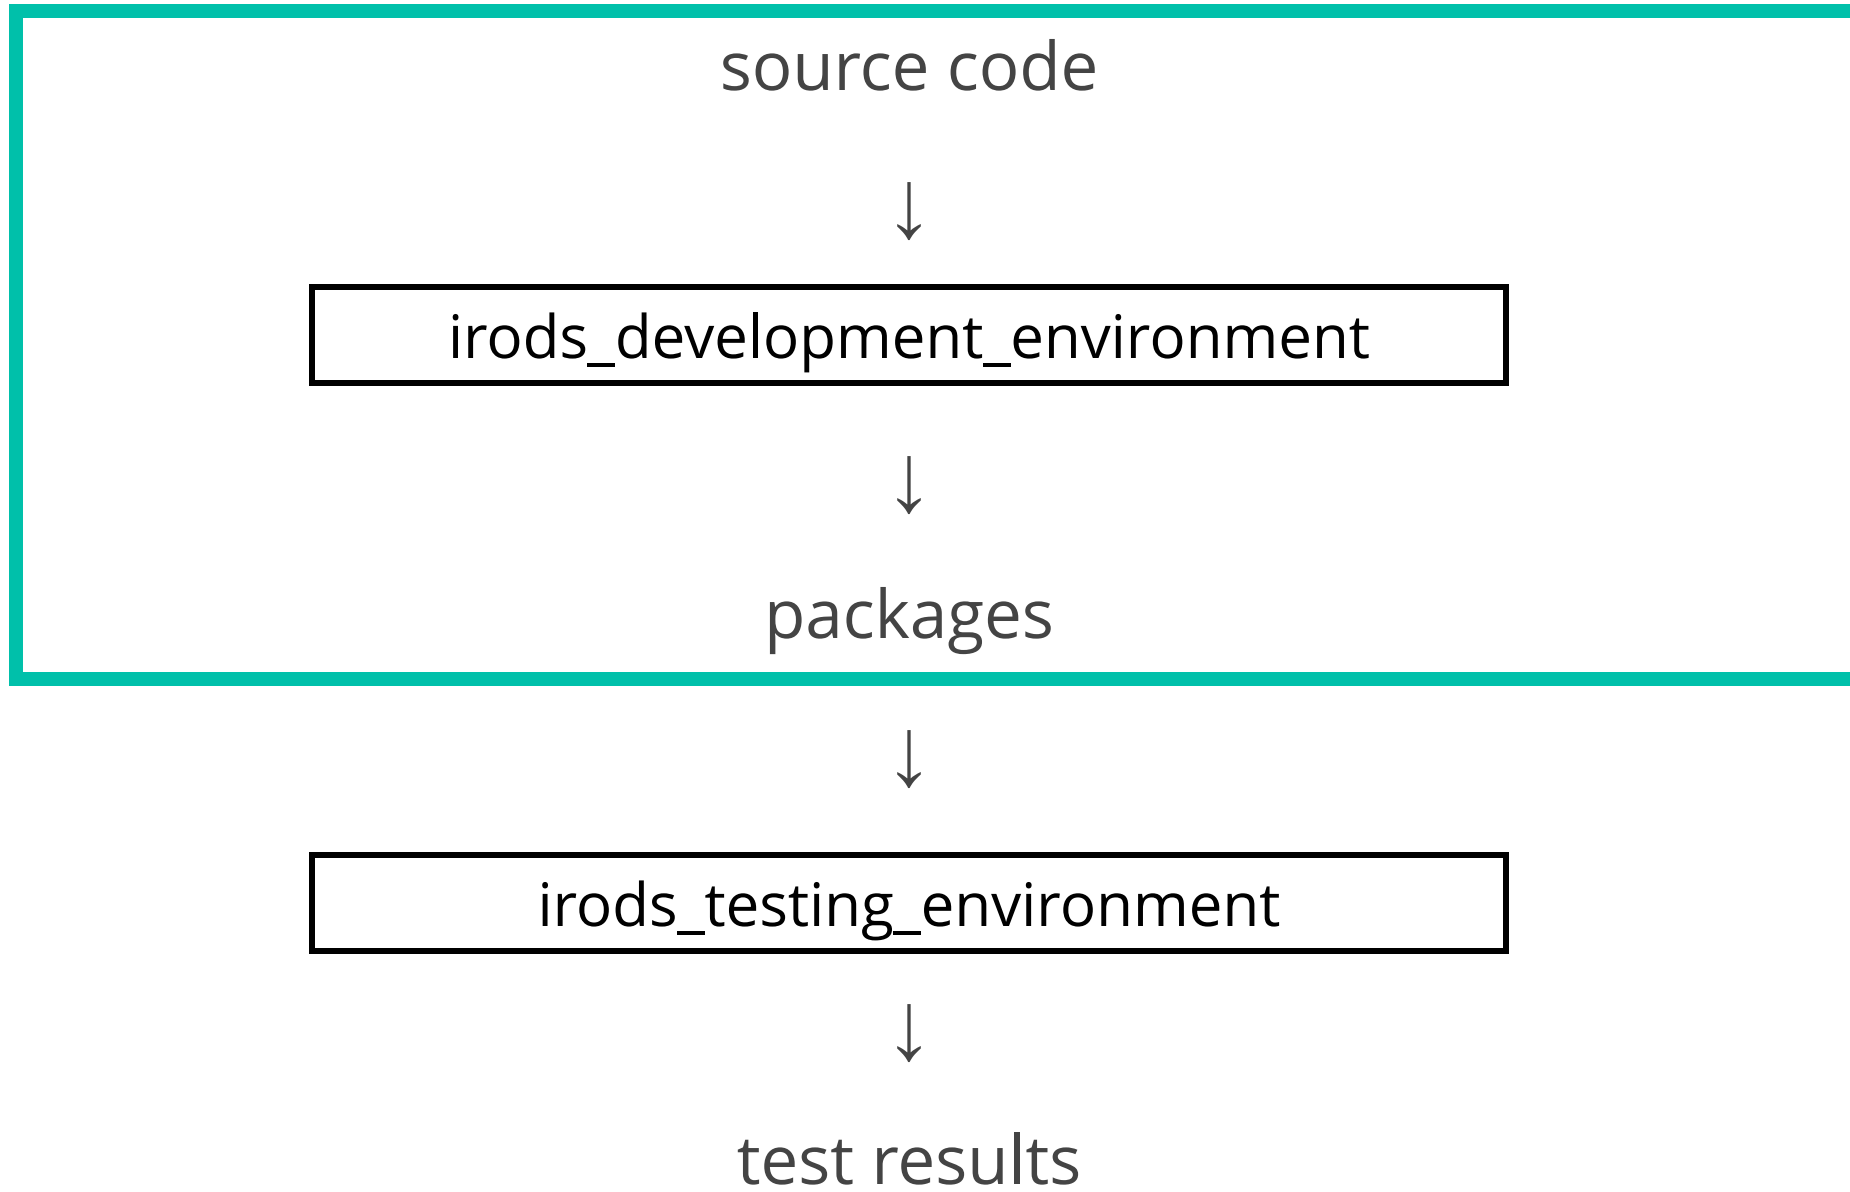 source code
↓
irods_development_environment
↓
packages
↓
irods_testing_environment
↓
test results